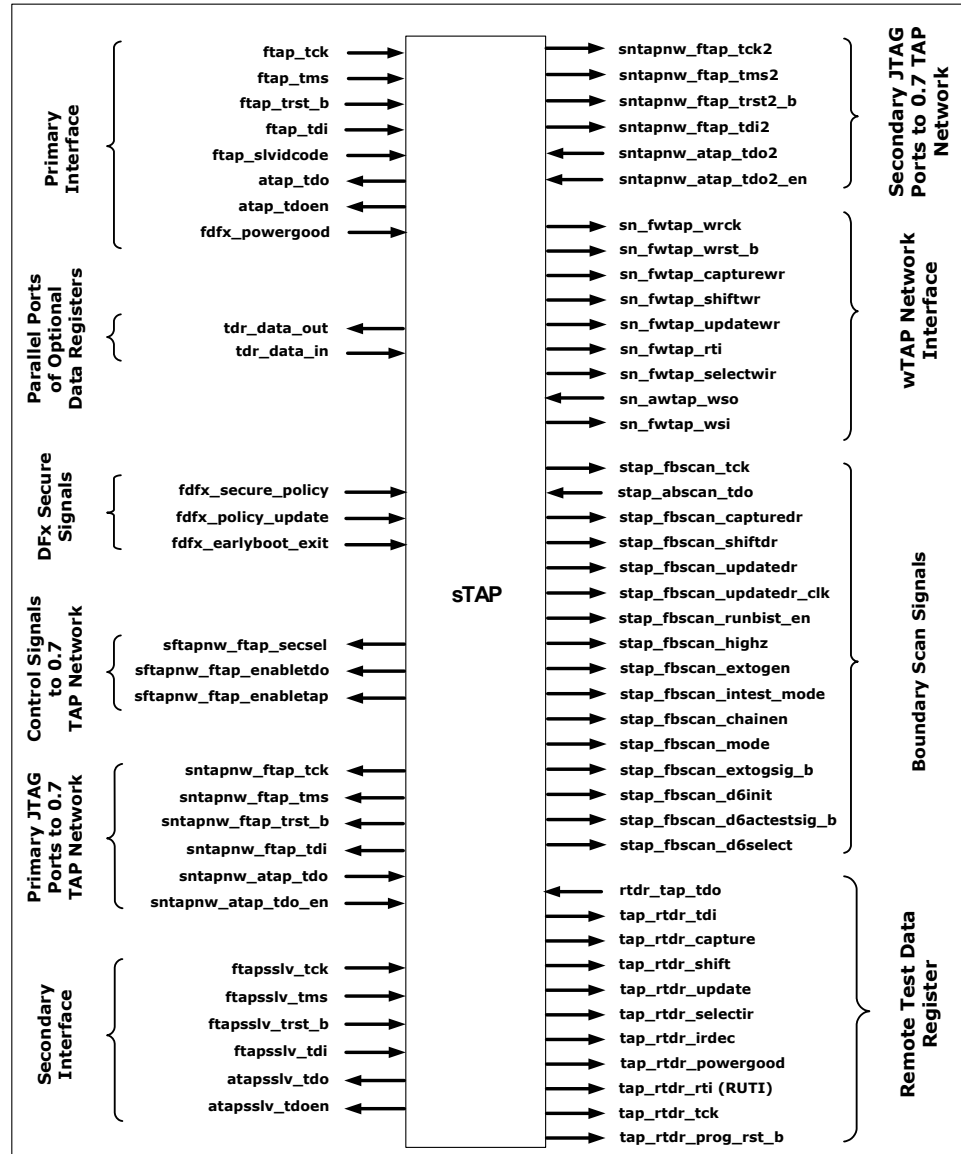 Primary
Interface
ftap_tck
ftap_tms
ftap_trst_b
ftap_tdi
ftap_slvidcode
atap_tdo
atap_tdoen
fdfx_powergood
Parallel Ports
of Optional
Data Registers
tdr_data_out
tdr_data_in
DFx Secure
Signals
fdfx_secure_policy
fdfx_policy_update
fdfx_earlyboot_exit
Control Signals
to 0.7
TAP Network
sftapnw_ftap_secsel
sftapnw_ftap_enabletdo
sftapnw_ftap_enabletap
Primary JTAG
Ports to 0.7
TAP Network
sntapnw_ftap_tck
sntapnw_ftap_tms
sntapnw_ftap_trst_b
sntapnw_ftap_tdi
sntapnw_atap_tdo
sntapnw_atap_tdo_en
Secondary
Interface
ftapsslv_tck
ftapsslv_tms
ftapsslv_trst_b
ftapsslv_tdi
atapsslv_tdo
atapsslv_tdoen
sTAP
sntapnw_ftap_tck2
sntapnw_ftap_tms2
sntapnw_ftap_trst2_b
sntapnw_ftap_tdi2
sntapnw_atap_tdo2
sntapnw_atap_tdo2_en
Secondary JTAG
Ports to 0.7 TAP
Network
sn_fwtap_wrck
sn_fwtap_wrst_b
sn_fwtap_capturewr
sn_fwtap_shiftwr
sn_fwtap_updatewr
sn_fwtap_rti
sn_fwtap_selectwir
sn_awtap_wso
sn_fwtap_wsi
wTAP Network
Interface
stap_fbscan_tck
stap_abscan_tdo
stap_fbscan_capturedr
stap_fbscan_shiftdr
stap_fbscan_updatedr
stap_fbscan_updatedr_clk
stap_fbscan_runbist_en
stap_fbscan_highz
stap_fbscan_extogen
stap_fbscan_intest_mode
stap_fbscan_chainen
stap_fbscan_mode
stap_fbscan_extogsig_b
stap_fbscan_d6init
stap_fbscan_d6actestsig_b
stap_fbscan_d6select
Boundary Scan Signals
rtdr_tap_tdo
tap_rtdr_tdi
tap_rtdr_capture
tap_rtdr_shift
tap_rtdr_update
tap_rtdr_selectir
tap_rtdr_irdec
tap_rtdr_powergood
tap_rtdr_rti (RUTI)
tap_rtdr_tck
tap_rtdr_prog_rst_b
Remote Test Data
Register